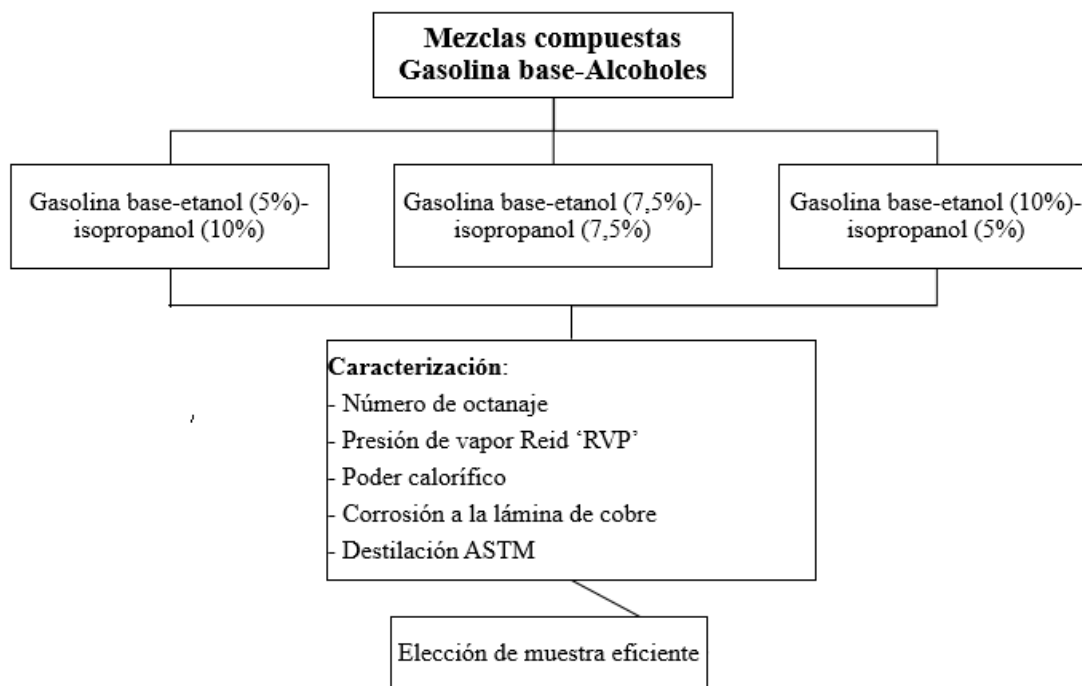 Mezclas compuestas
Gasolina base-Alcoholes
Gasolina base-etanol (5%)-
isopropanol (10%)
Gasolina base-etanol (7,5%)-
isopropanol (7,5%)
Gasolina base-etanol (10%)-
isopropanol (5%)
Caracterización:
- Número de octanaje
- Presión de vapor Reid ‘RVP’
- Poder calorífico
- Corrosión a la lámina de cobre
- Destilación ASTM
Elección de muestra eficiente